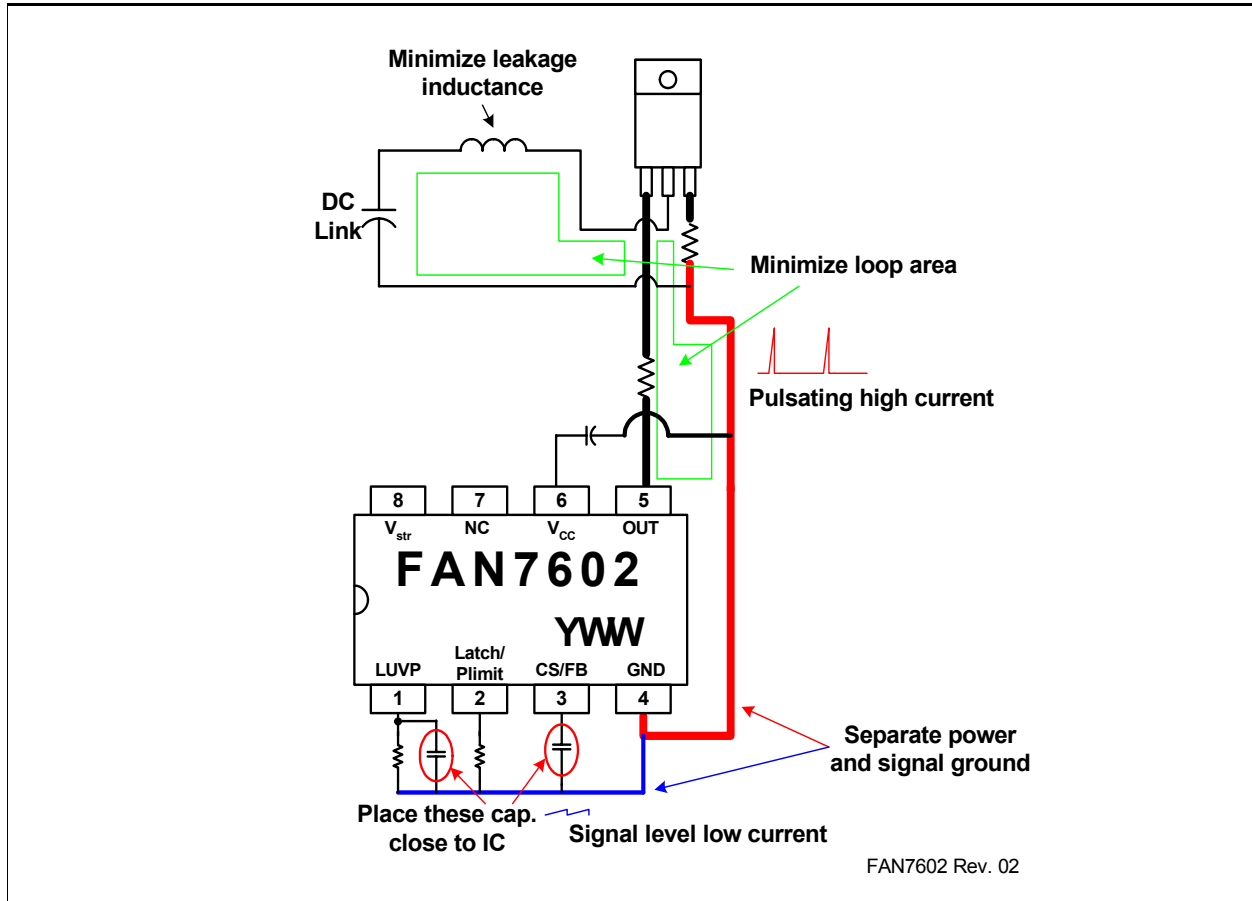 Minimize leakage
inductance
DC
Link
Minimize loop area
Pulsating high current
8
7
6
5
V_str
NC
V_CC
OUT
FAN7602
YWW
LUVP
Latch/
Plimit
CS/FB
GND
1
2
3
4
Separate power
and signal ground
Place these cap.
close to IC
Signal level low current
FAN7602 Rev. 02